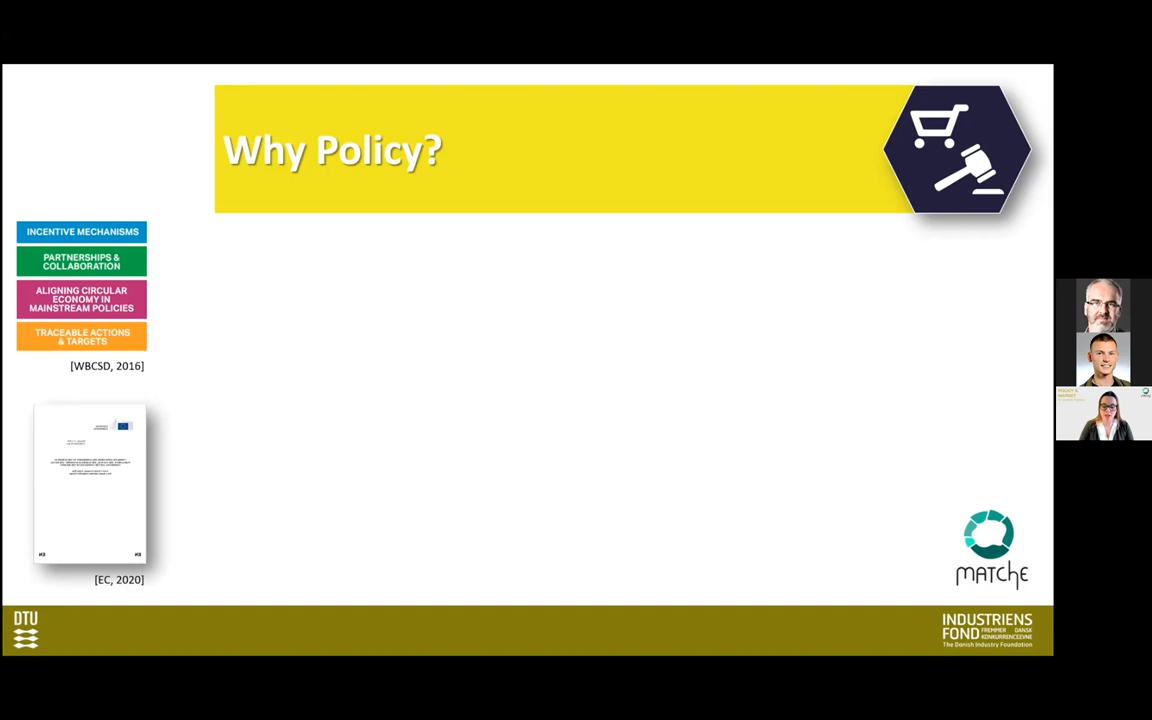 Why Policy?
INCENTIVE MECHANISMS
PARTNERSHIPS &
COLLABORATION
ALIGNING CIRCULAR
ECONOMY IN
MAINSTREAM POLICIES
TRACEABLE ACTIONS
& TARGETS
[WBCSD, 2016]
[EC, 2020]
MATChE
DTU
INDUSTRIENS
FOND
FREMMER DANSK
KONKURRENCEEVNE
The Danish Industry Foundation